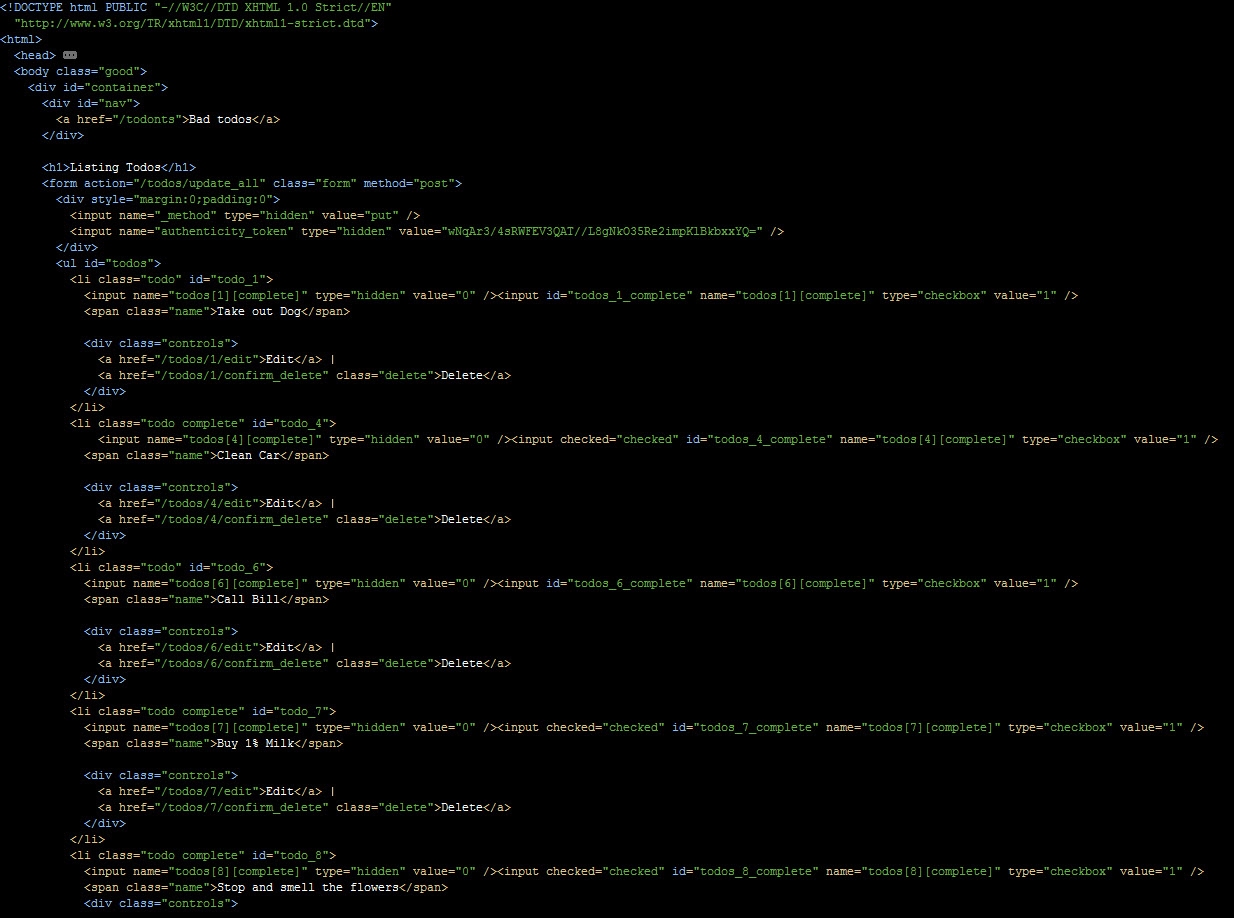 <!DOCTYPE html PUBLIC "-//W3C//DTD XHTML 1.0 Strict//EN"
"http://www.w3.org/TR/xhtml1/DTD/xhtml1-strict.dtd">
<html>
<head> ...
<body class="good">
<div id="container">
<div id="nav">
<a href="/todonts">Bad todos</a>
</div>
<h1>Listing Todos</h1>
<form action="/todos/update_all" class="form" method="post">
<div style="margin:0;padding:0">
<input name="_method" type="hidden" value="put" />
<input name="authenticity_token" type="hidden" value="wNqAr3/4sRWFEV3QAT//L8gNkO35Re2impKlBkbxxYQ=" />
</div>
<ul id="todos">
<li class="todo" id="todo_1">
<input name="todos[1][complete]" type="hidden" value="0" /><input id="todos_1_complete" name="todos[1][complete]" type="checkbox" value="1" />
<span class="name">Take out Dog</span>
<div class="controls">
<a href="/todos/1/edit">Edit</a> |
<a href="/todos/1/confirm_delete" class="delete">Delete</a>
</div>
</li>
<li class="todo complete" id="todo_4">
<input name="todos[4][complete]" type="hidden" value="0" /><input checked="checked" id="todos_4_complete" name="todos[4][complete]" type="checkbox" value="1" />
<span class="name">Clean Car</span>
<div class="controls">
<a href="/todos/4/edit">Edit</a> |
<a href="/todos/4/confirm_delete" class="delete">Delete</a>
</div>
</li>
<li class="todo" id="todo_6">
<input name="todos[6][complete]" type="hidden" value="0" /><input id="todos_6_complete" name="todos[6][complete]" type="checkbox" value="1" />
<span class="name">Call Bill</span>
<div class="controls">
<a href="/todos/6/edit">Edit</a> |
<a href="/todos/6/confirm_delete" class="delete">Delete</a>
</div>
</li>
<li class="todo complete" id="todo_7">
<input name="todos[7][complete]" type="hidden" value="0" /><input checked="checked" id="todos_7_complete" name="todos[7][complete]" type="checkbox" value="1" />
<span class="name">Buy 1% Milk</span>
<div class="controls">
<a href="/todos/7/edit">Edit</a> |
<a href="/todos/7/confirm_delete" class="delete">Delete</a>
</div>
</li>
<li class="todo complete" id="todo_8">
<input name="todos[8][complete]" type="hidden" value="0" /><input checked="checked" id="todos_8_complete" name="todos[8][complete]" type="checkbox" value="1" />
<span class="name">Stop and smell the flowers</span>
<div class="controls">